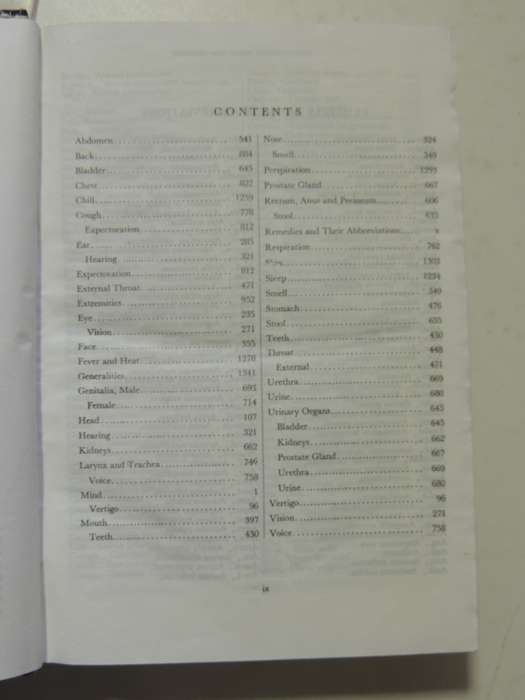 CONTENTS
Abdomen 541
Back 884
Bladder 645
Chest 822
Chill 1259
Cough 778
Expectoration 812
Ear 285
Hearing 321
Expectoration 812
External Throat 471
Extremities 952
Eye 235
Vision 271
Face 355
Fever and Heat 1278
Generalities 1341
Genitalia, Male 693
Female 714
Head 107
Hearing 321
Kidneys 662
Larynx and Trachea 746
Voice 758
Mind 1
Vertigo 96
Mouth 397
Teeth 430
Nose 324
Smell 349
Perspiration 1293
Prostate Gland 667
Rectum, Anus and Perineum 606
Stool 635
Remedies and Their Abbreviations x
Respiration 762
Skin 1303
Sleep 1234
Smell 349
Stomach 476
Stool 635
Teeth 430
Throat 448
External 471
Urethra 669
Urine 680
Urinary Organs 645
Bladder 645
Kidneys 662
Prostate Gland 667
Urethra 669
Urine 680
Vertigo 96
Vision 271
Voice 758
ix